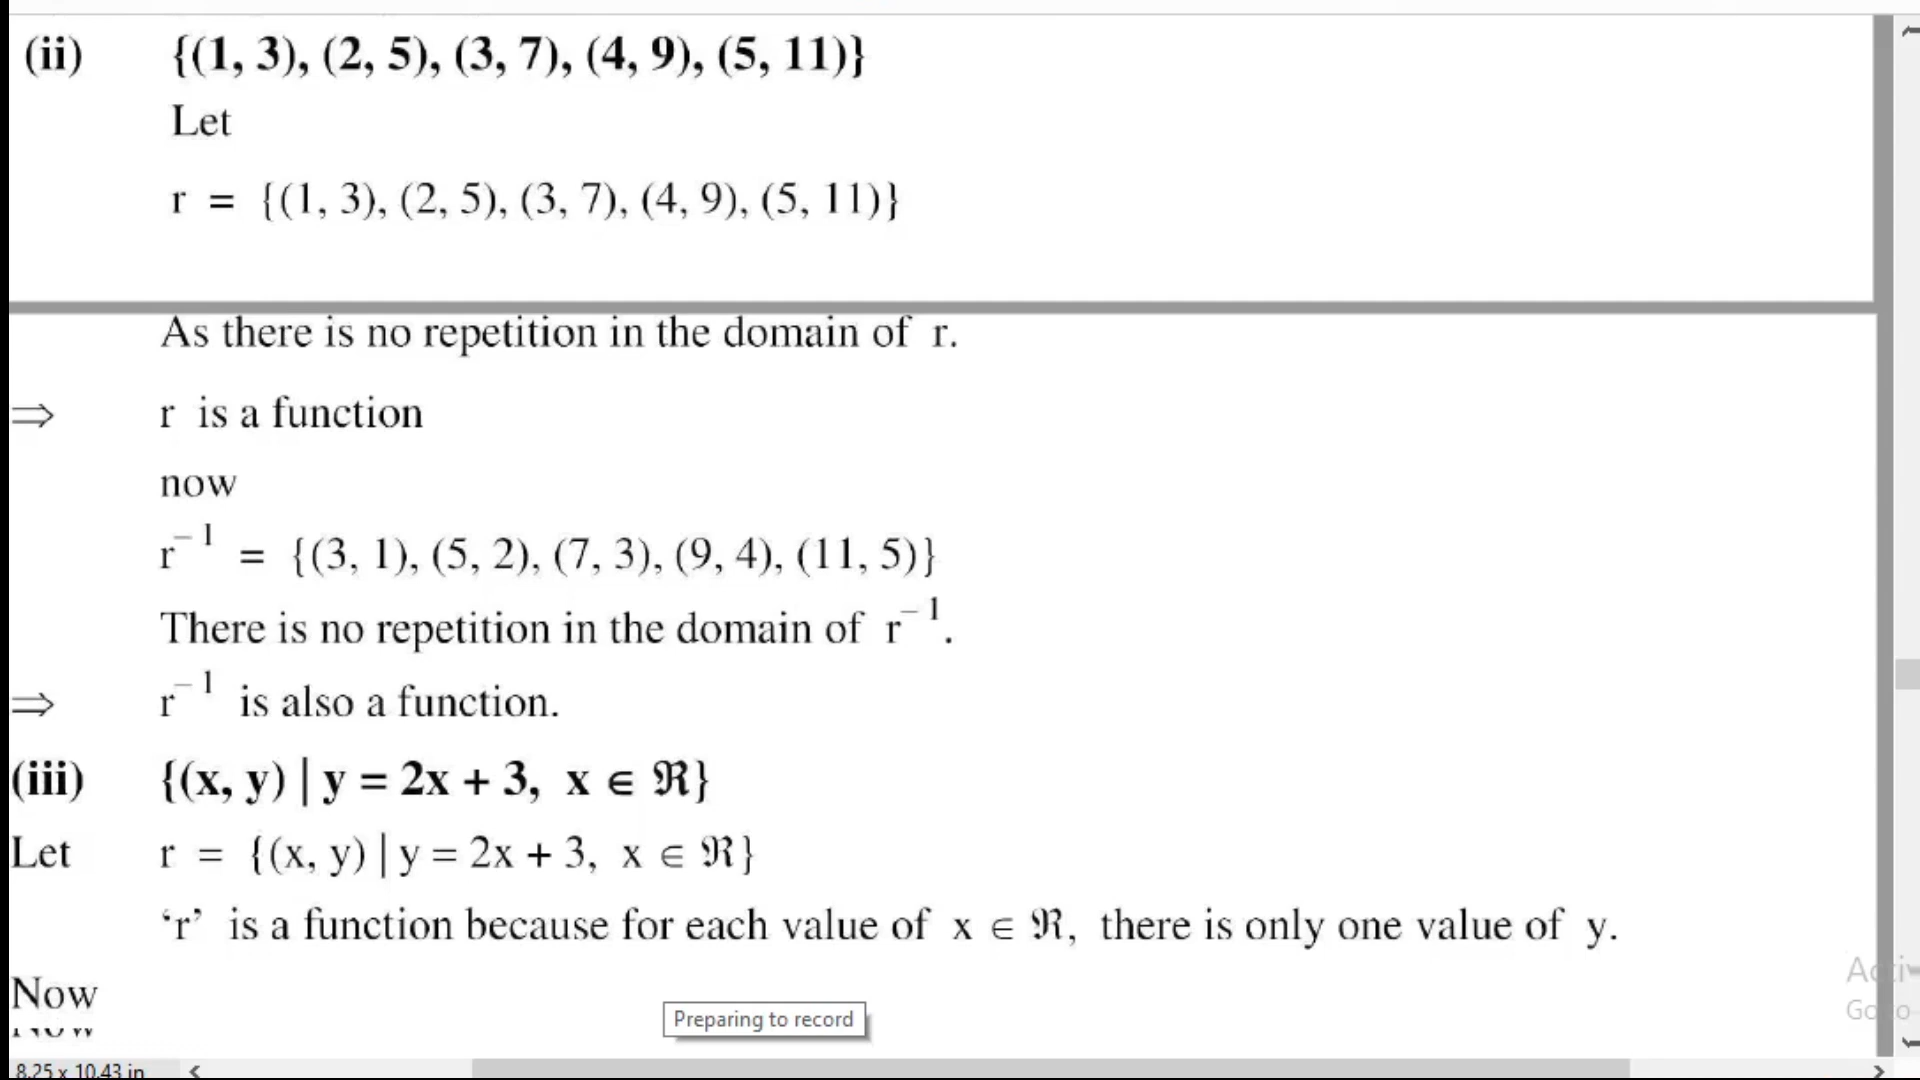 (ii) {(1, 3), (2, 5), (3, 7), (4, 9), (5, 11)}
Let
r = {(1, 3), (2, 5), (3, 7), (4, 9), (5, 11)}
As there is no repetition in the domain of r.
⇒ r is a function
now
r⁻¹ = {(3, 1), (5, 2), (7, 3), (9, 4), (11, 5)}
There is no repetition in the domain of r⁻¹.
⇒ r⁻¹ is also a function.
(iii) {(x, y) | y = 2x + 3, x ∈ ℜ}
Let r = {(x, y) | y = 2x + 3, x ∈ ℜ}
‘r’ is a function because for each value of x ∈ ℜ, there is only one value of y.
Now
Preparing to record
8.25 x 10.43 in